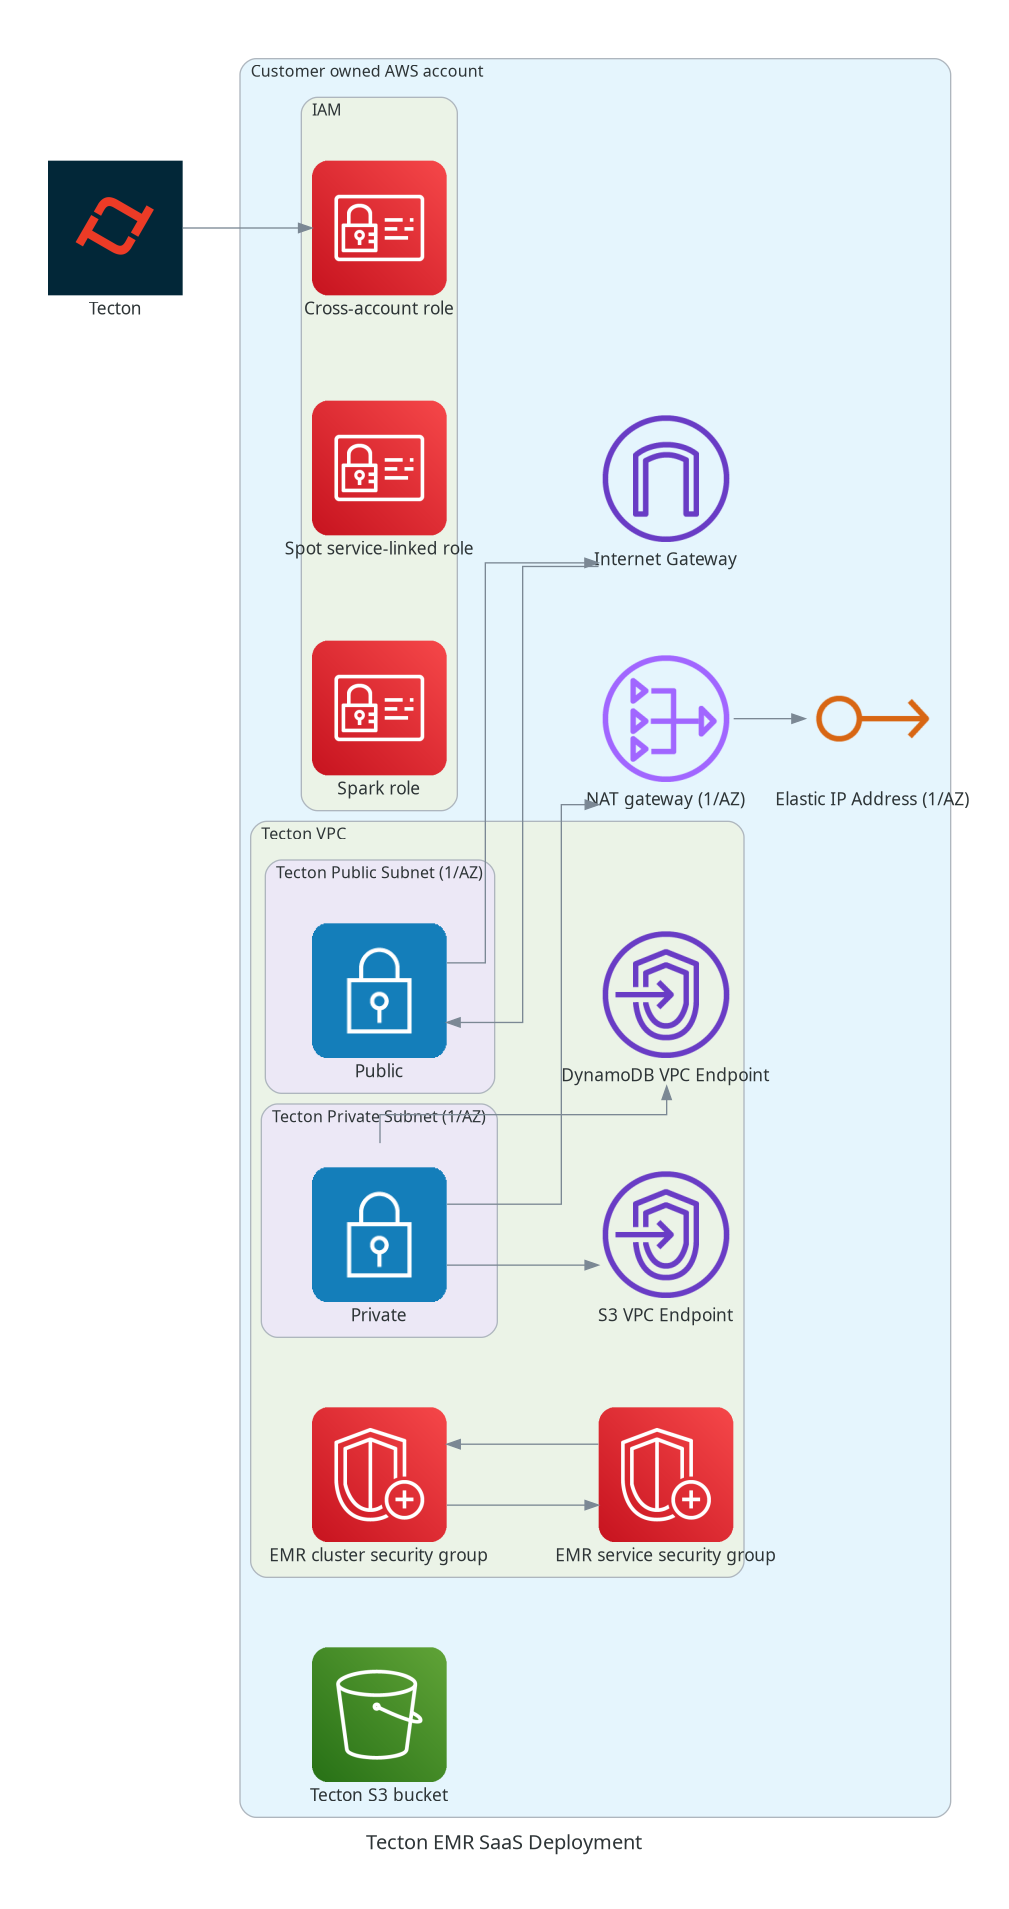 Customer owned AWS account
IAM
Tecton
Cross-account role
Spot service-linked role
Internet Gateway
Spark role
NAT gateway (1/AZ)
Elastic IP Address (1/AZ)
Tecton VPC
Tecton Public Subnet (1/AZ)
Public
DynamoDB VPC Endpoint
Tecton Private Subnet (1/AZ)
Private
S3 VPC Endpoint
EMR cluster security group
EMR service security group
Tecton S3 bucket
Tecton EMR SaaS Deployment